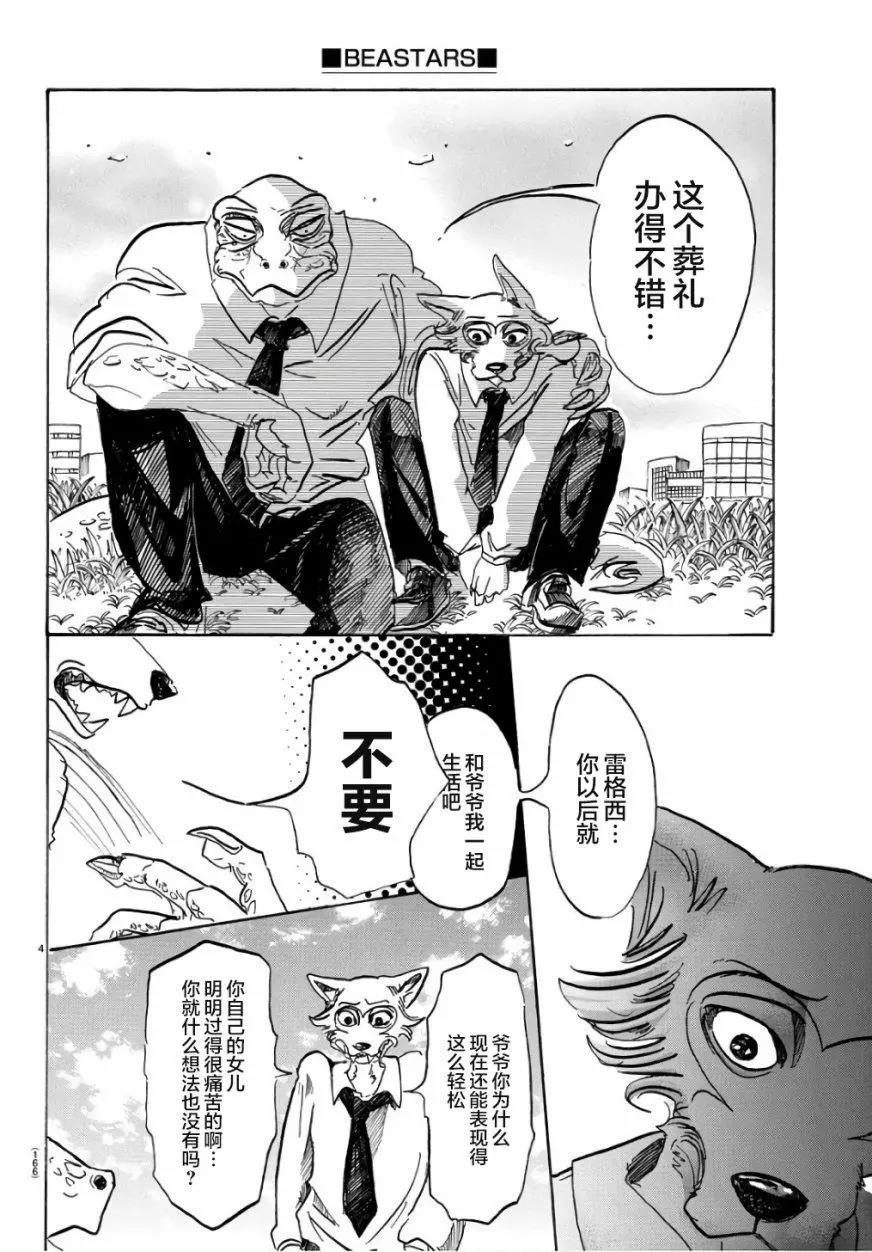 ■BEASTARS■
这个葬礼
办得不错…
雷格西…
你以后就
和爷爷我一起
生活吧
不要
爷爷你为什么
现在还能表现得
这么轻松
你自己的女儿
明明过得很痛苦的啊…
你就什么想法也没有吗?
4
(166)